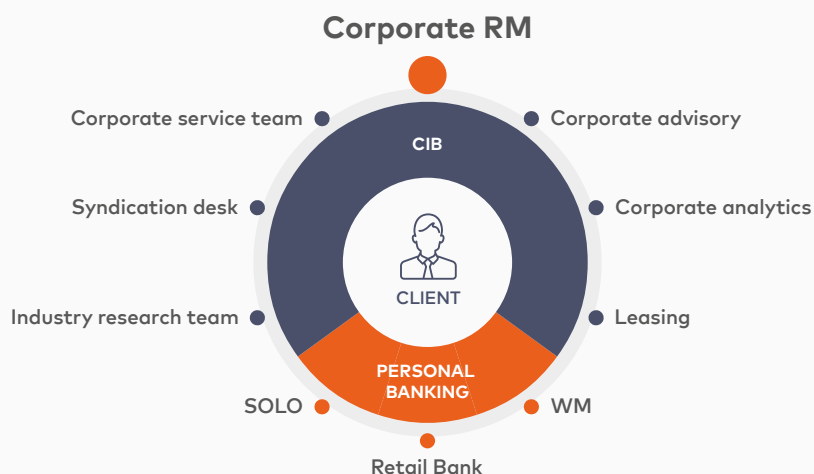 Corporate RM
Corporate service team
Corporate advisory
CIB
Syndication desk
Corporate analytics
CLIENT
Industry research team
Leasing
PERSONAL
BANKING
SOLO
WM
Retail Bank